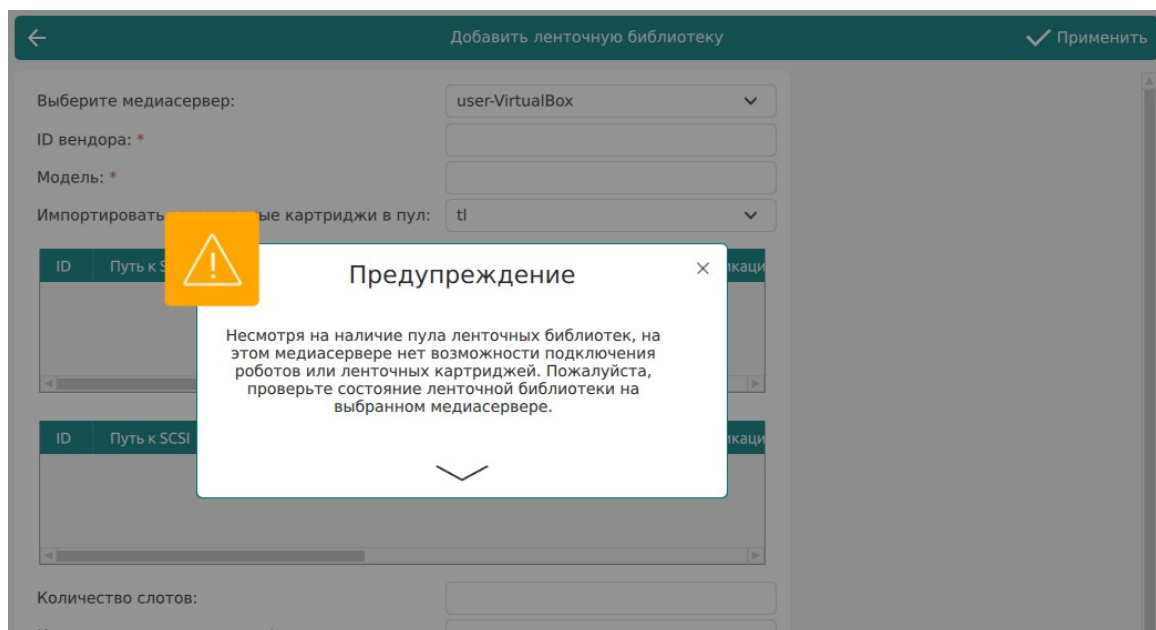 Добавить ленточную библиотеку
Применить
Выберите медиасервер:
user-VirtualBox
ID вендора: *
Модель: *
Импортировать
ые картриджи в пул:
tl
ID
Путь к S
икаци
Предупреждение
Несмотря на наличие пула ленточных библиотек, на
этом медиасервере нет возможности подключения
роботов или ленточных картриджей. Пожалуйста,
проверьте состояние ленточной библиотеки на
выбранном медиасервере.
ID
Путь к SCSI
икаци
Количество слотов: